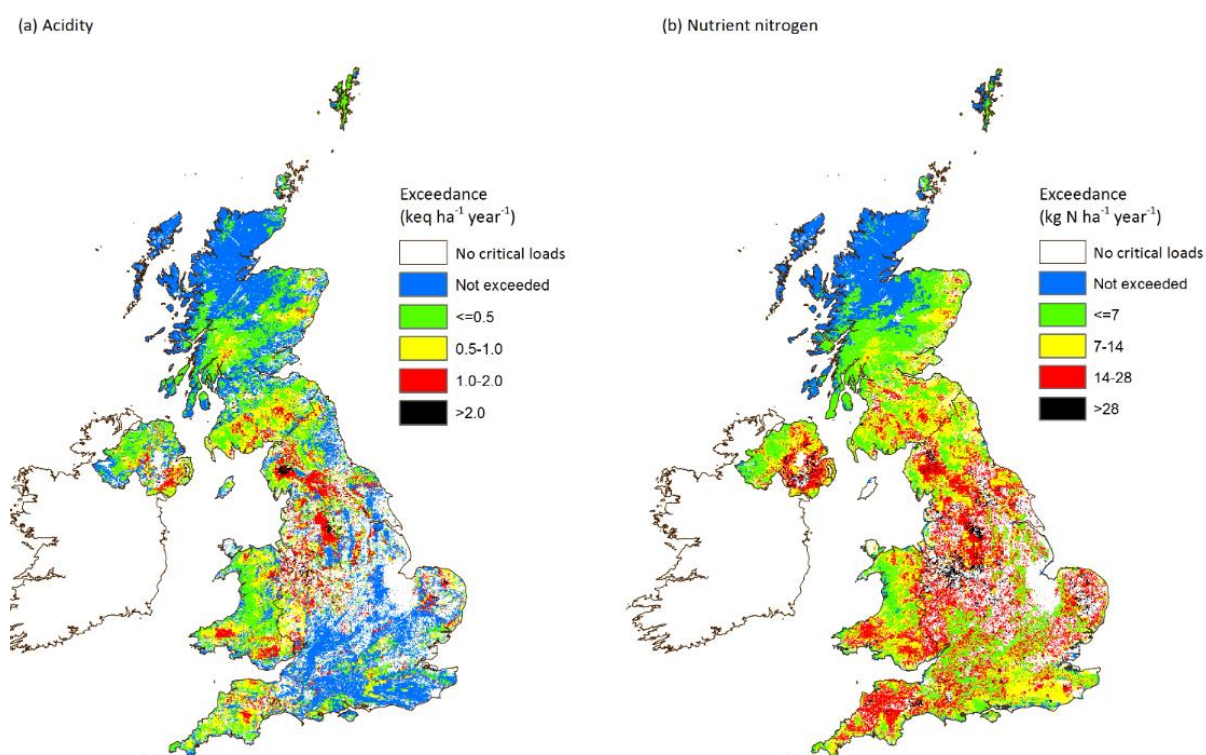 (a) Acidity
Exceedance
(keq ha⁻¹ year⁻¹)
No critical loads
Not exceeded
<=0.5
0.5-1.0
1.0-2.0
>2.0
(b) Nutrient nitrogen
Exceedance
(kg N ha⁻¹ year⁻¹)
No critical loads
Not exceeded
<=7
7-14
14-28
>28